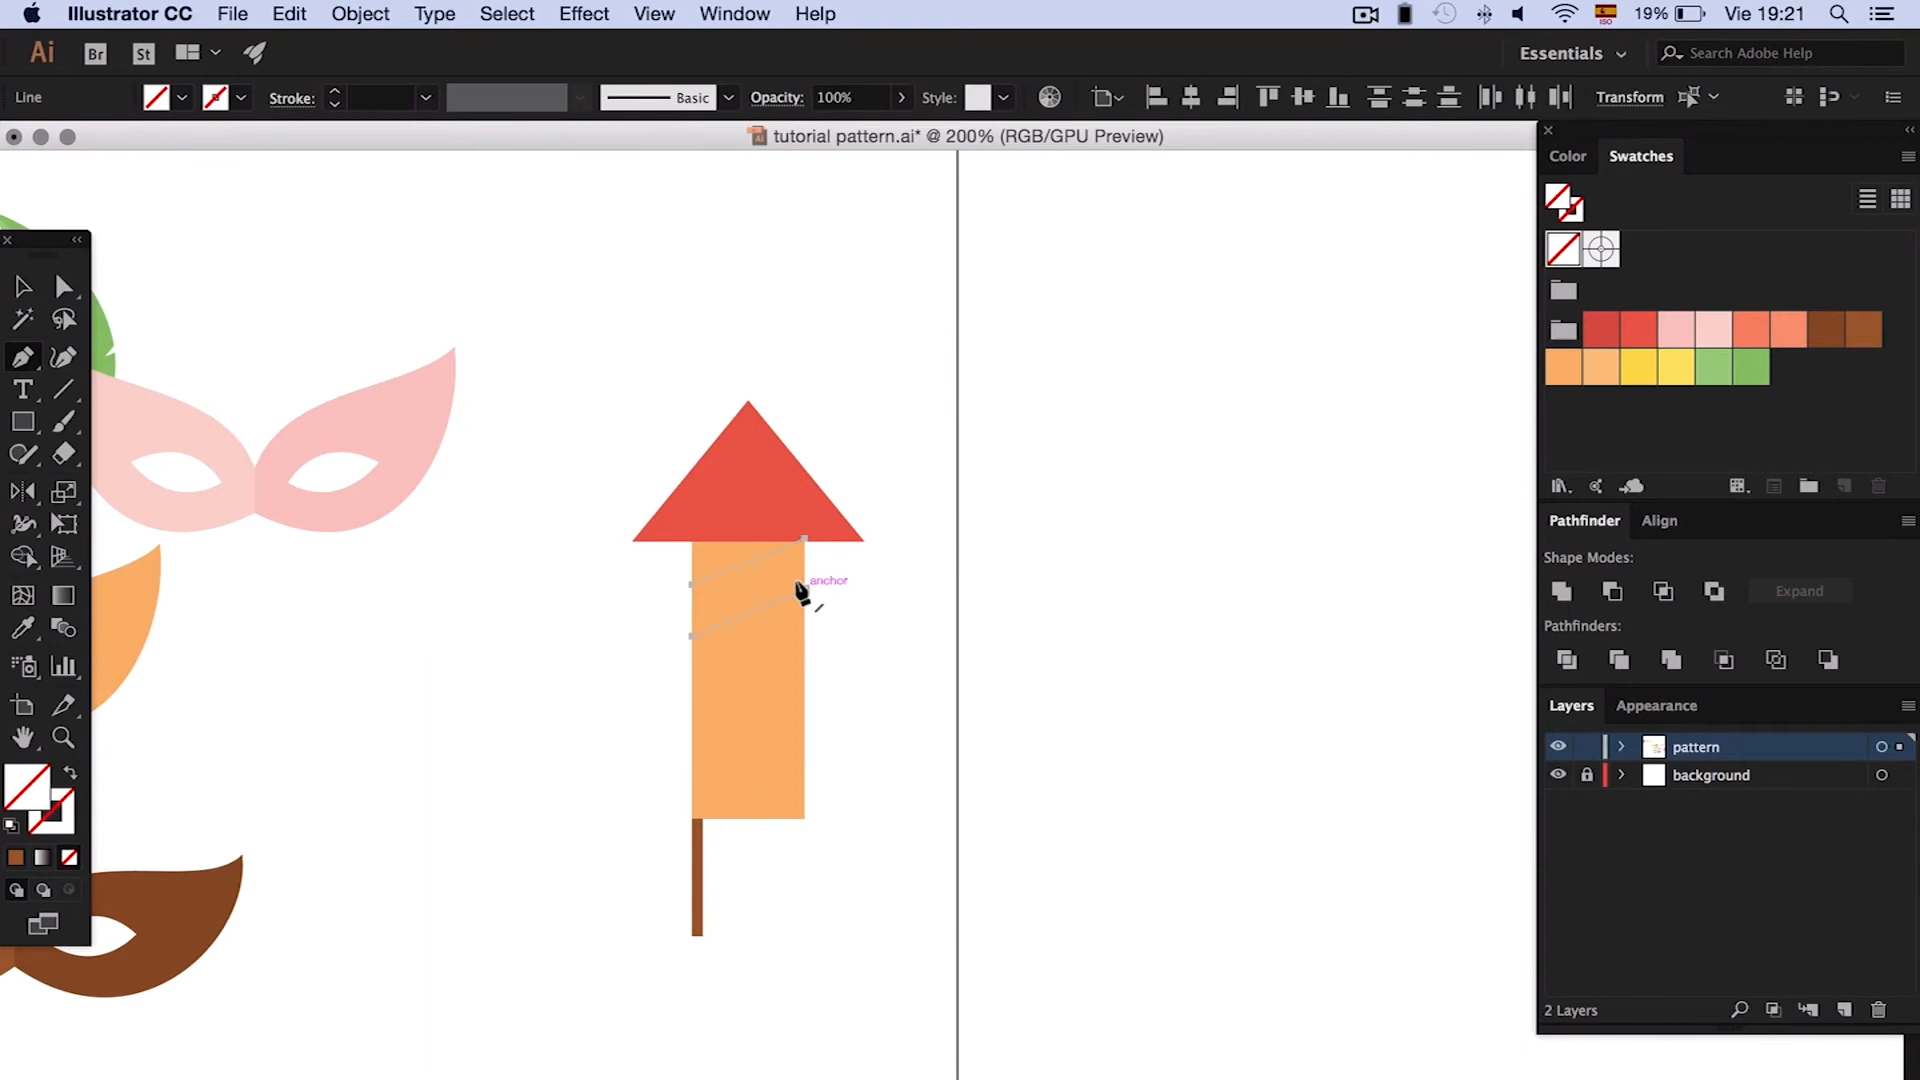 Illustrator CC File Edit Object Type Select Effect View Window Help 19% Vie 19:21
ISO
Ai Br St Essentials Search Adobe Help
Line Stroke: Basic Opacity: 100% Style: Transform
tutorial pattern.ai* @ 200% (RGB/GPU Preview)
Color Swatches
anchor
Pathfinder Align
Shape Modes:
Expand
Pathfinders:
Layers Appearance
pattern
background
2 Layers